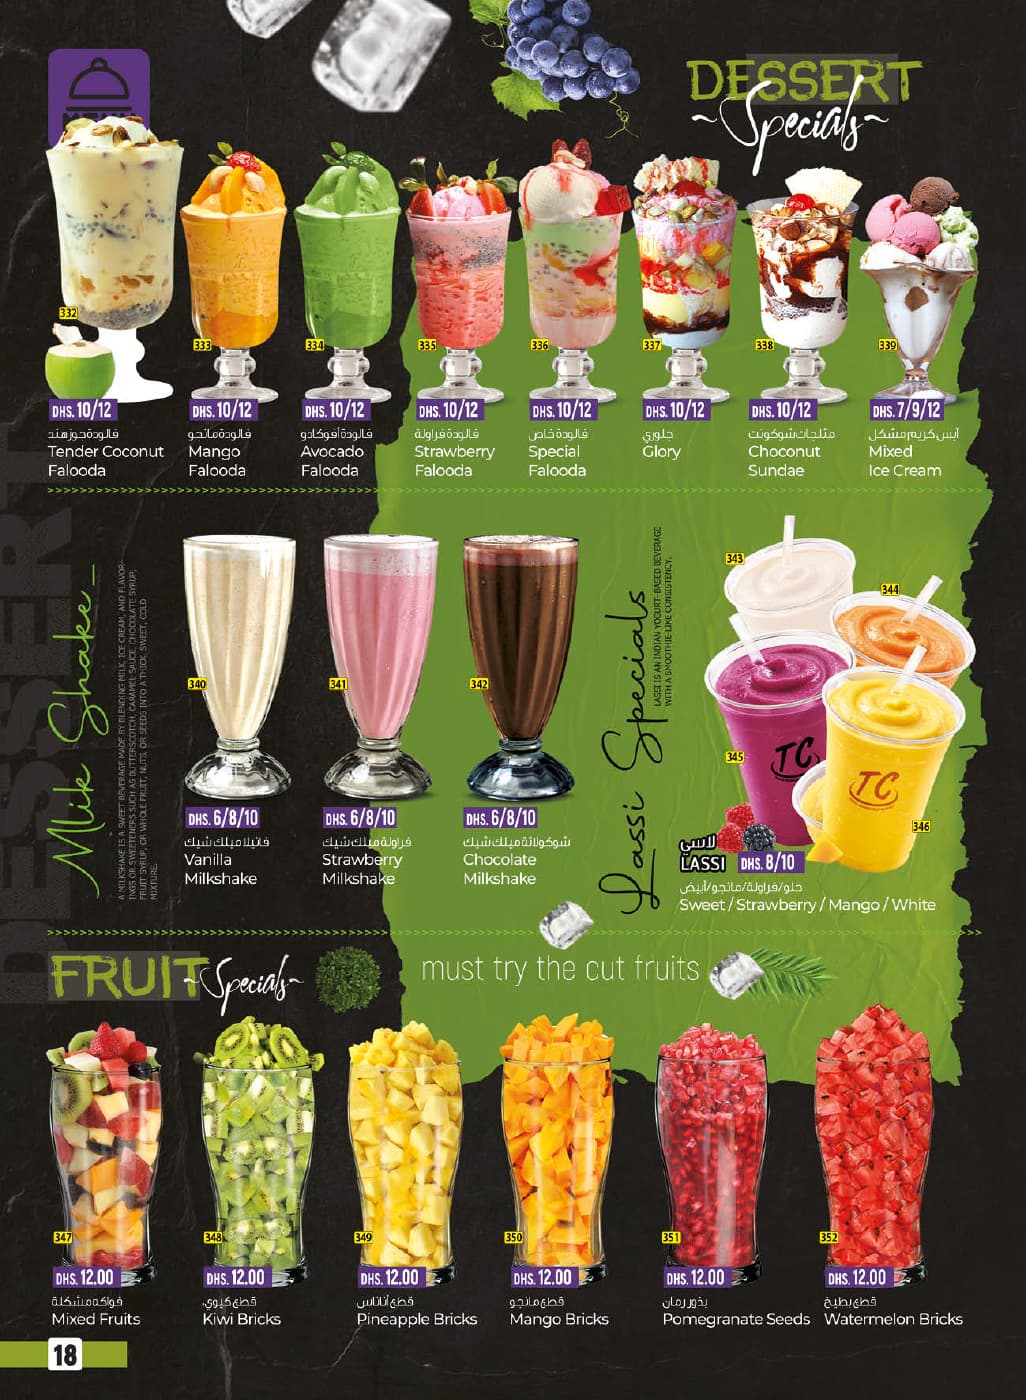 DESSERT
~Specials~
332
333
334
335
336
337
338
339
DHS. 10/12
فالودة جوز هند
Tender Coconut
Falooda
DHS. 10/12
فالودة مانجو
Mango
Falooda
DHS. 10/12
فالودة أفوكادو
Avocado
Falooda
DHS. 10/12
فالودة فراولة
Strawberry
Falooda
DHS. 10/12
فالودة خاص
Special
Falooda
DHS. 10/12
جلوري
Glory
DHS. 10/12
مثلجات شوكونت
Choconut
Sundae
DHS. 7/9/12
آيس كريم مشكل
Mixed
Ice Cream
DESSERT
Mlik Shake
A MILKSHAKE IS A SWEET BEVERAGE MADE BY BLENDING MILK, ICE CREAM, AND FLAVOR-
INGS OR SWEETENERS SUCH AS BUTTERSCOTCH, CARAMEL SAUCE, CHOCOLATE SYRUP,
FRUIT SYRUP, OR WHOLE FRUIT, NUTS, OR SEEDS INTO A THICK, SWEET, COLD
MIXTURE.
340
341
342
DHS. 6/8/10
فانيلا ميلك شيك
Vanilla
Milkshake
DHS. 6/8/10
فراولة ميلك شيك
Strawberry
Milkshake
DHS. 6/8/10
شوكولاتة ميلك شيك
Chocolate
Milkshake
Lassi Specials
LASSI IS AN INDIAN YOGURT-BASED BEVERAGE
WITH A SMOOTHIE-LIKE CONSISTENCY.
343
344
345
346
TC
TC
لاسي
LASSI
DHS. 8/10
حلو/فراولة/مانجو/أبيض
Sweet / Strawberry / Mango / White
FRUIT ~Specials~
must try the cut fruits
347
348
349
350
351
352
DHS. 12.00
فواكه مشكلة
Mixed Fruits
DHS. 12.00
قطع كيوي
Kiwi Bricks
DHS. 12.00
قطع أناناس
Pineapple Bricks
DHS. 12.00
قطع مانجو
Mango Bricks
DHS. 12.00
بذور رمان
Pomegranate Seeds
DHS. 12.00
قطع بطيخ
Watermelon Bricks
18